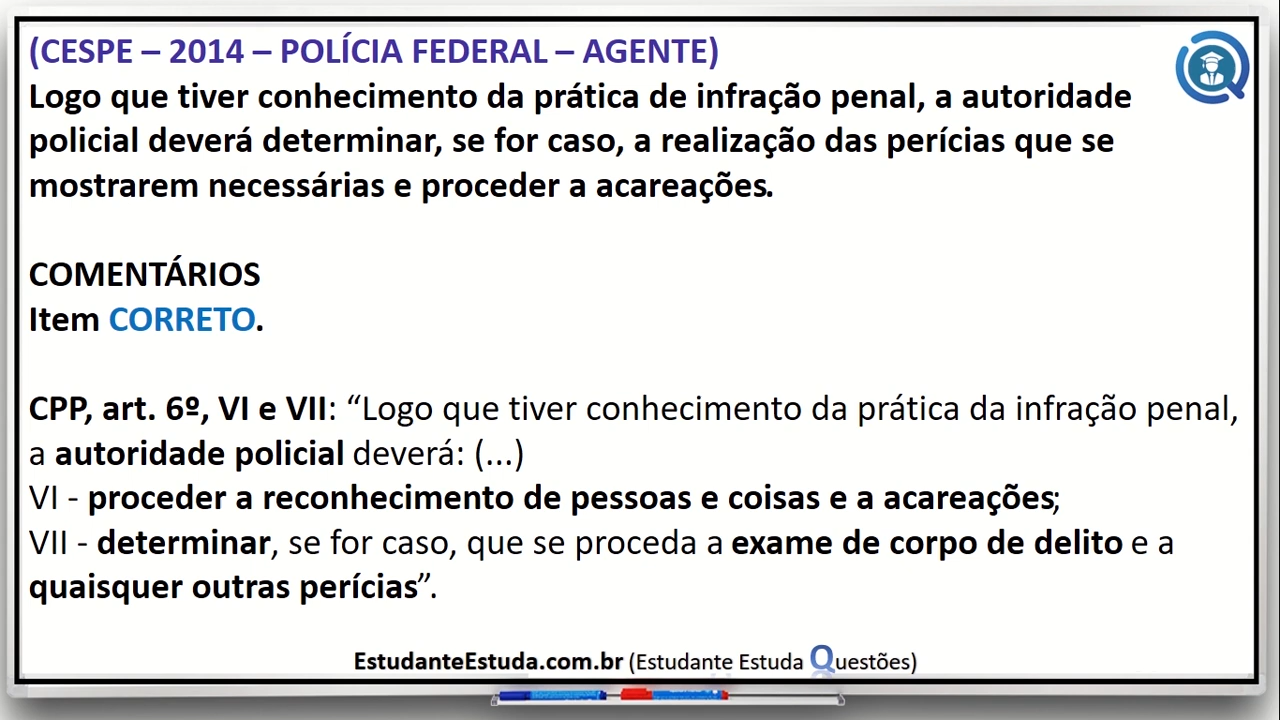 (CESPE – 2014 – POLÍCIA FEDERAL – AGENTE)
Logo que tiver conhecimento da prática de infração penal, a autoridade
policial deverá determinar, se for caso, a realização das perícias que se
mostrarem necessárias e proceder a acareações.
COMENTÁRIOS
Item CORRETO.
CPP, art. 6º, VI e VII: “Logo que tiver conhecimento da prática da infração penal,
a autoridade policial deverá: (...)
VI - proceder a reconhecimento de pessoas e coisas e a acareações;
VII - determinar, se for caso, que se proceda a exame de corpo de delito e a
quaisquer outras perícias”.
EstudanteEstuda.com.br (Estudante Estuda Questões)